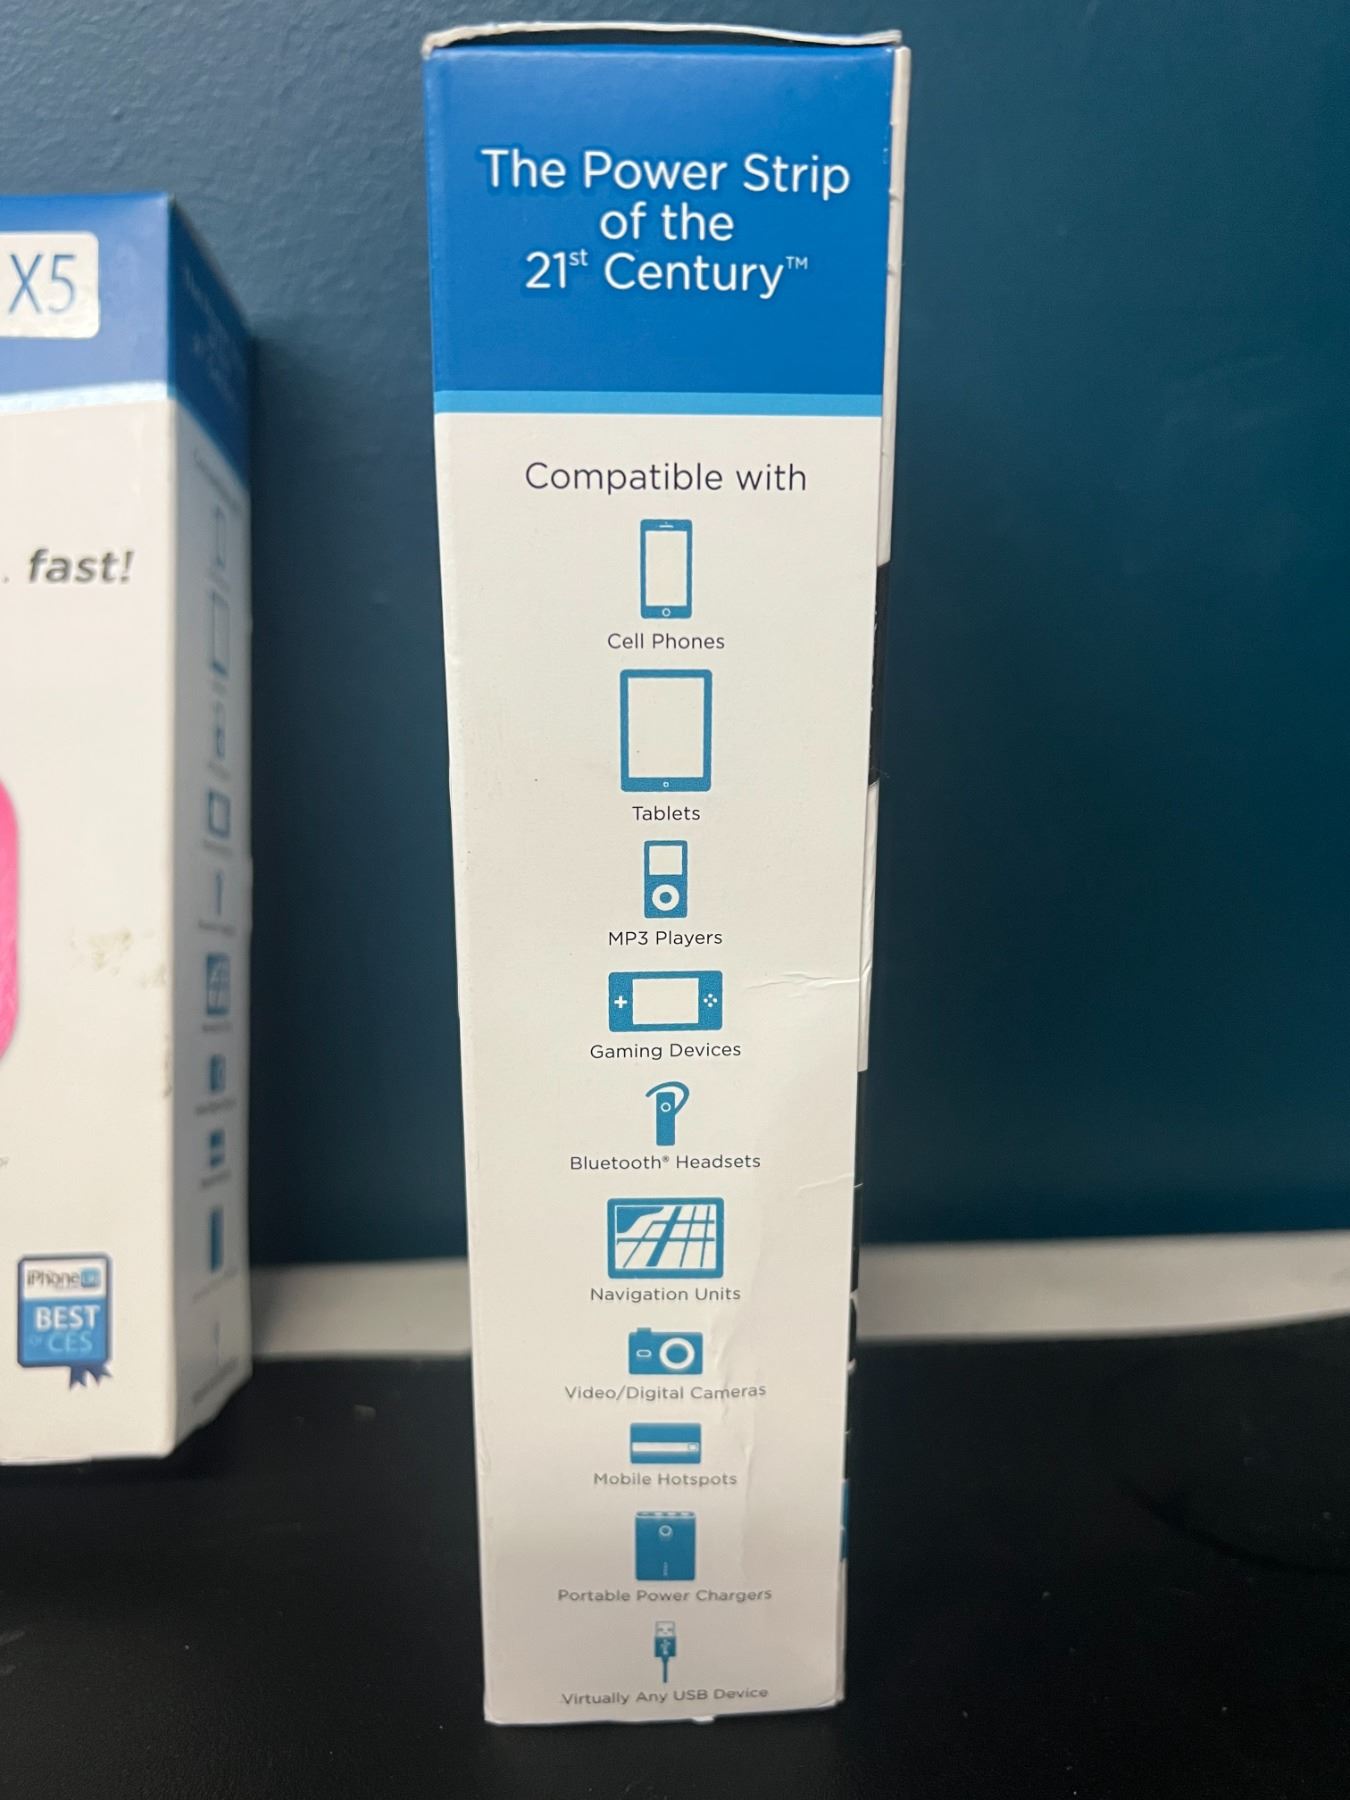 The Power Strip
of the
21st Century™
Compatible with
Cell Phones
Tablets
MP3 Players
Gaming Devices
Bluetooth® Headsets
Navigation Units
Video/Digital Cameras
Mobile Hotspots
Portable Power Chargers
Virtually Any USB Device
X5
. fast!
iPhone
BEST
OF CES